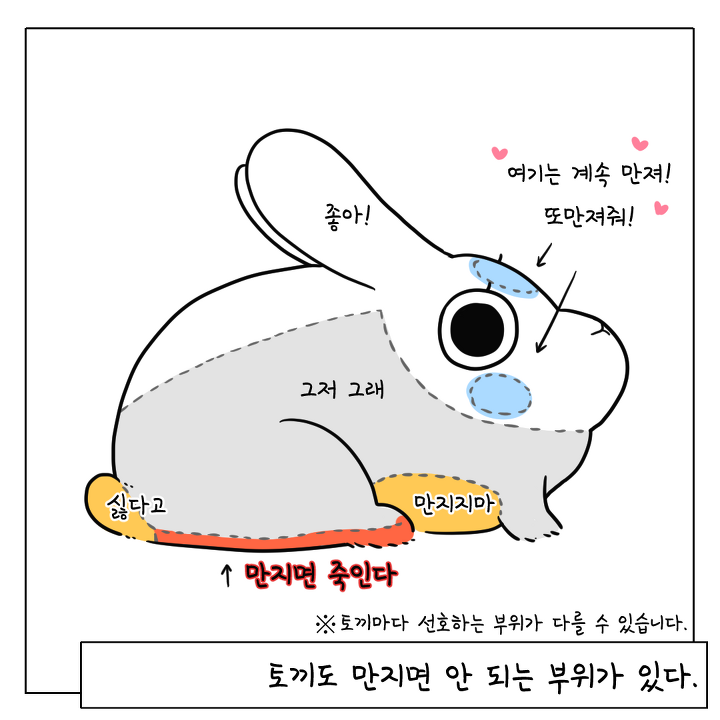 여기는 계속 만져!
또만져줘!
좋아!
그저 그래
싫다고
만지지마
↑ 만지면 죽인다
※토끼마다 선호하는 부위가 다를 수 있습니다.
토끼도 만지면 안 되는 부위가 있다.